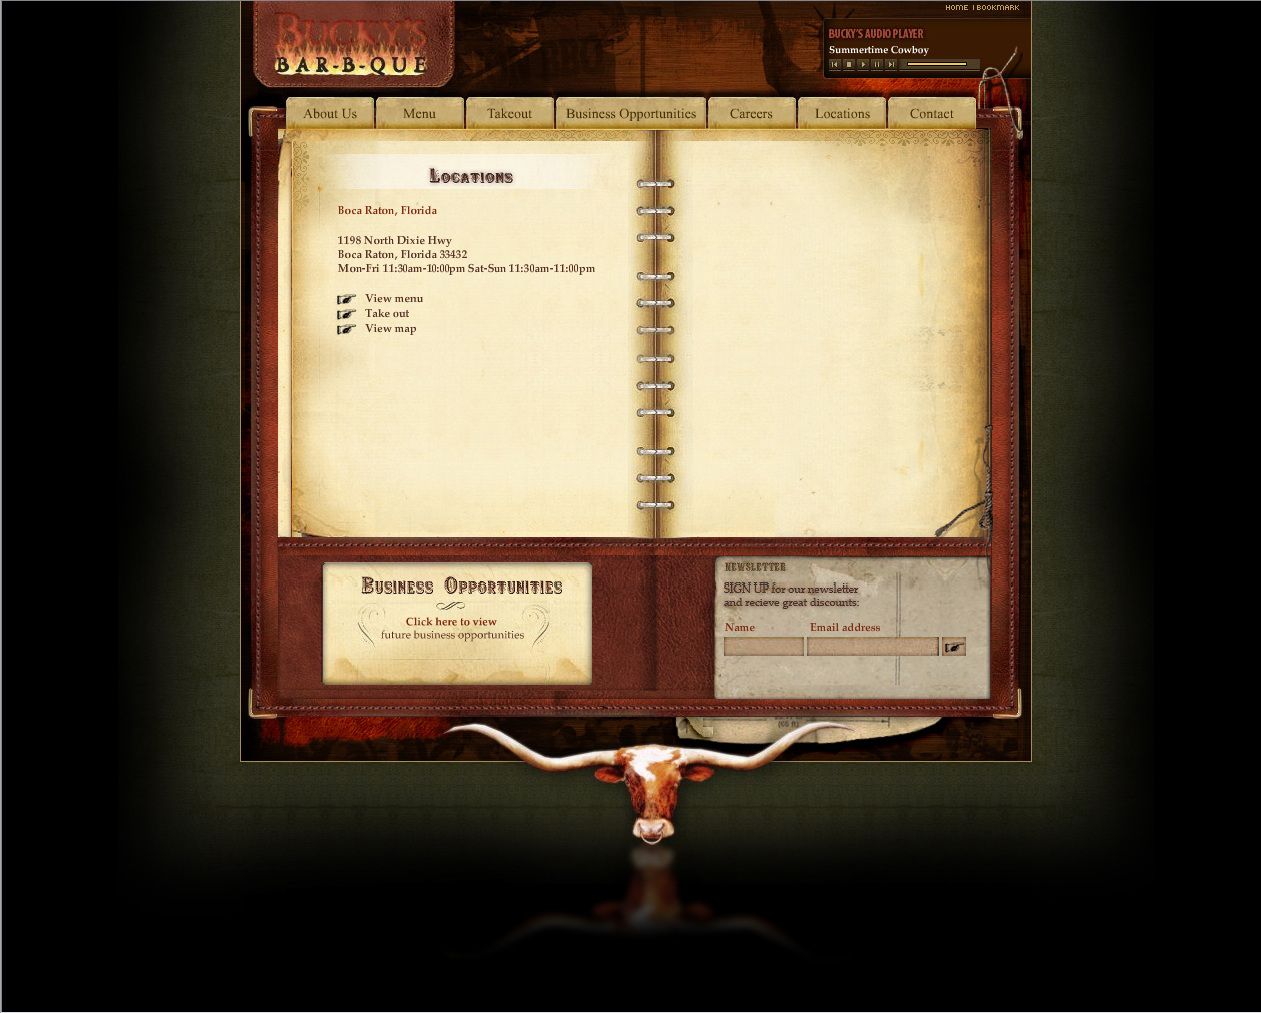 HOME | BOOKMARK
BUCKY'S
BAR-B-QUE
BUCKY'S AUDIO PLAYER
Summertime Cowboy
About Us
Menu
Takeout
Business Opportunities
Careers
Locations
Contact
LOCATIONS
Boca Raton, Florida
1198 North Dixie Hwy
Boca Raton, Florida 33432
Mon-Fri 11:30am-10:00pm Sat-Sun 11:30am-11:00pm
View menu
Take out
View map
BUSINESS OPPORTUNITIES
Click here to view
future business opportunities
NEWSLETTER
SIGN UP for our newsletter
and recieve great discounts:
Name Email address